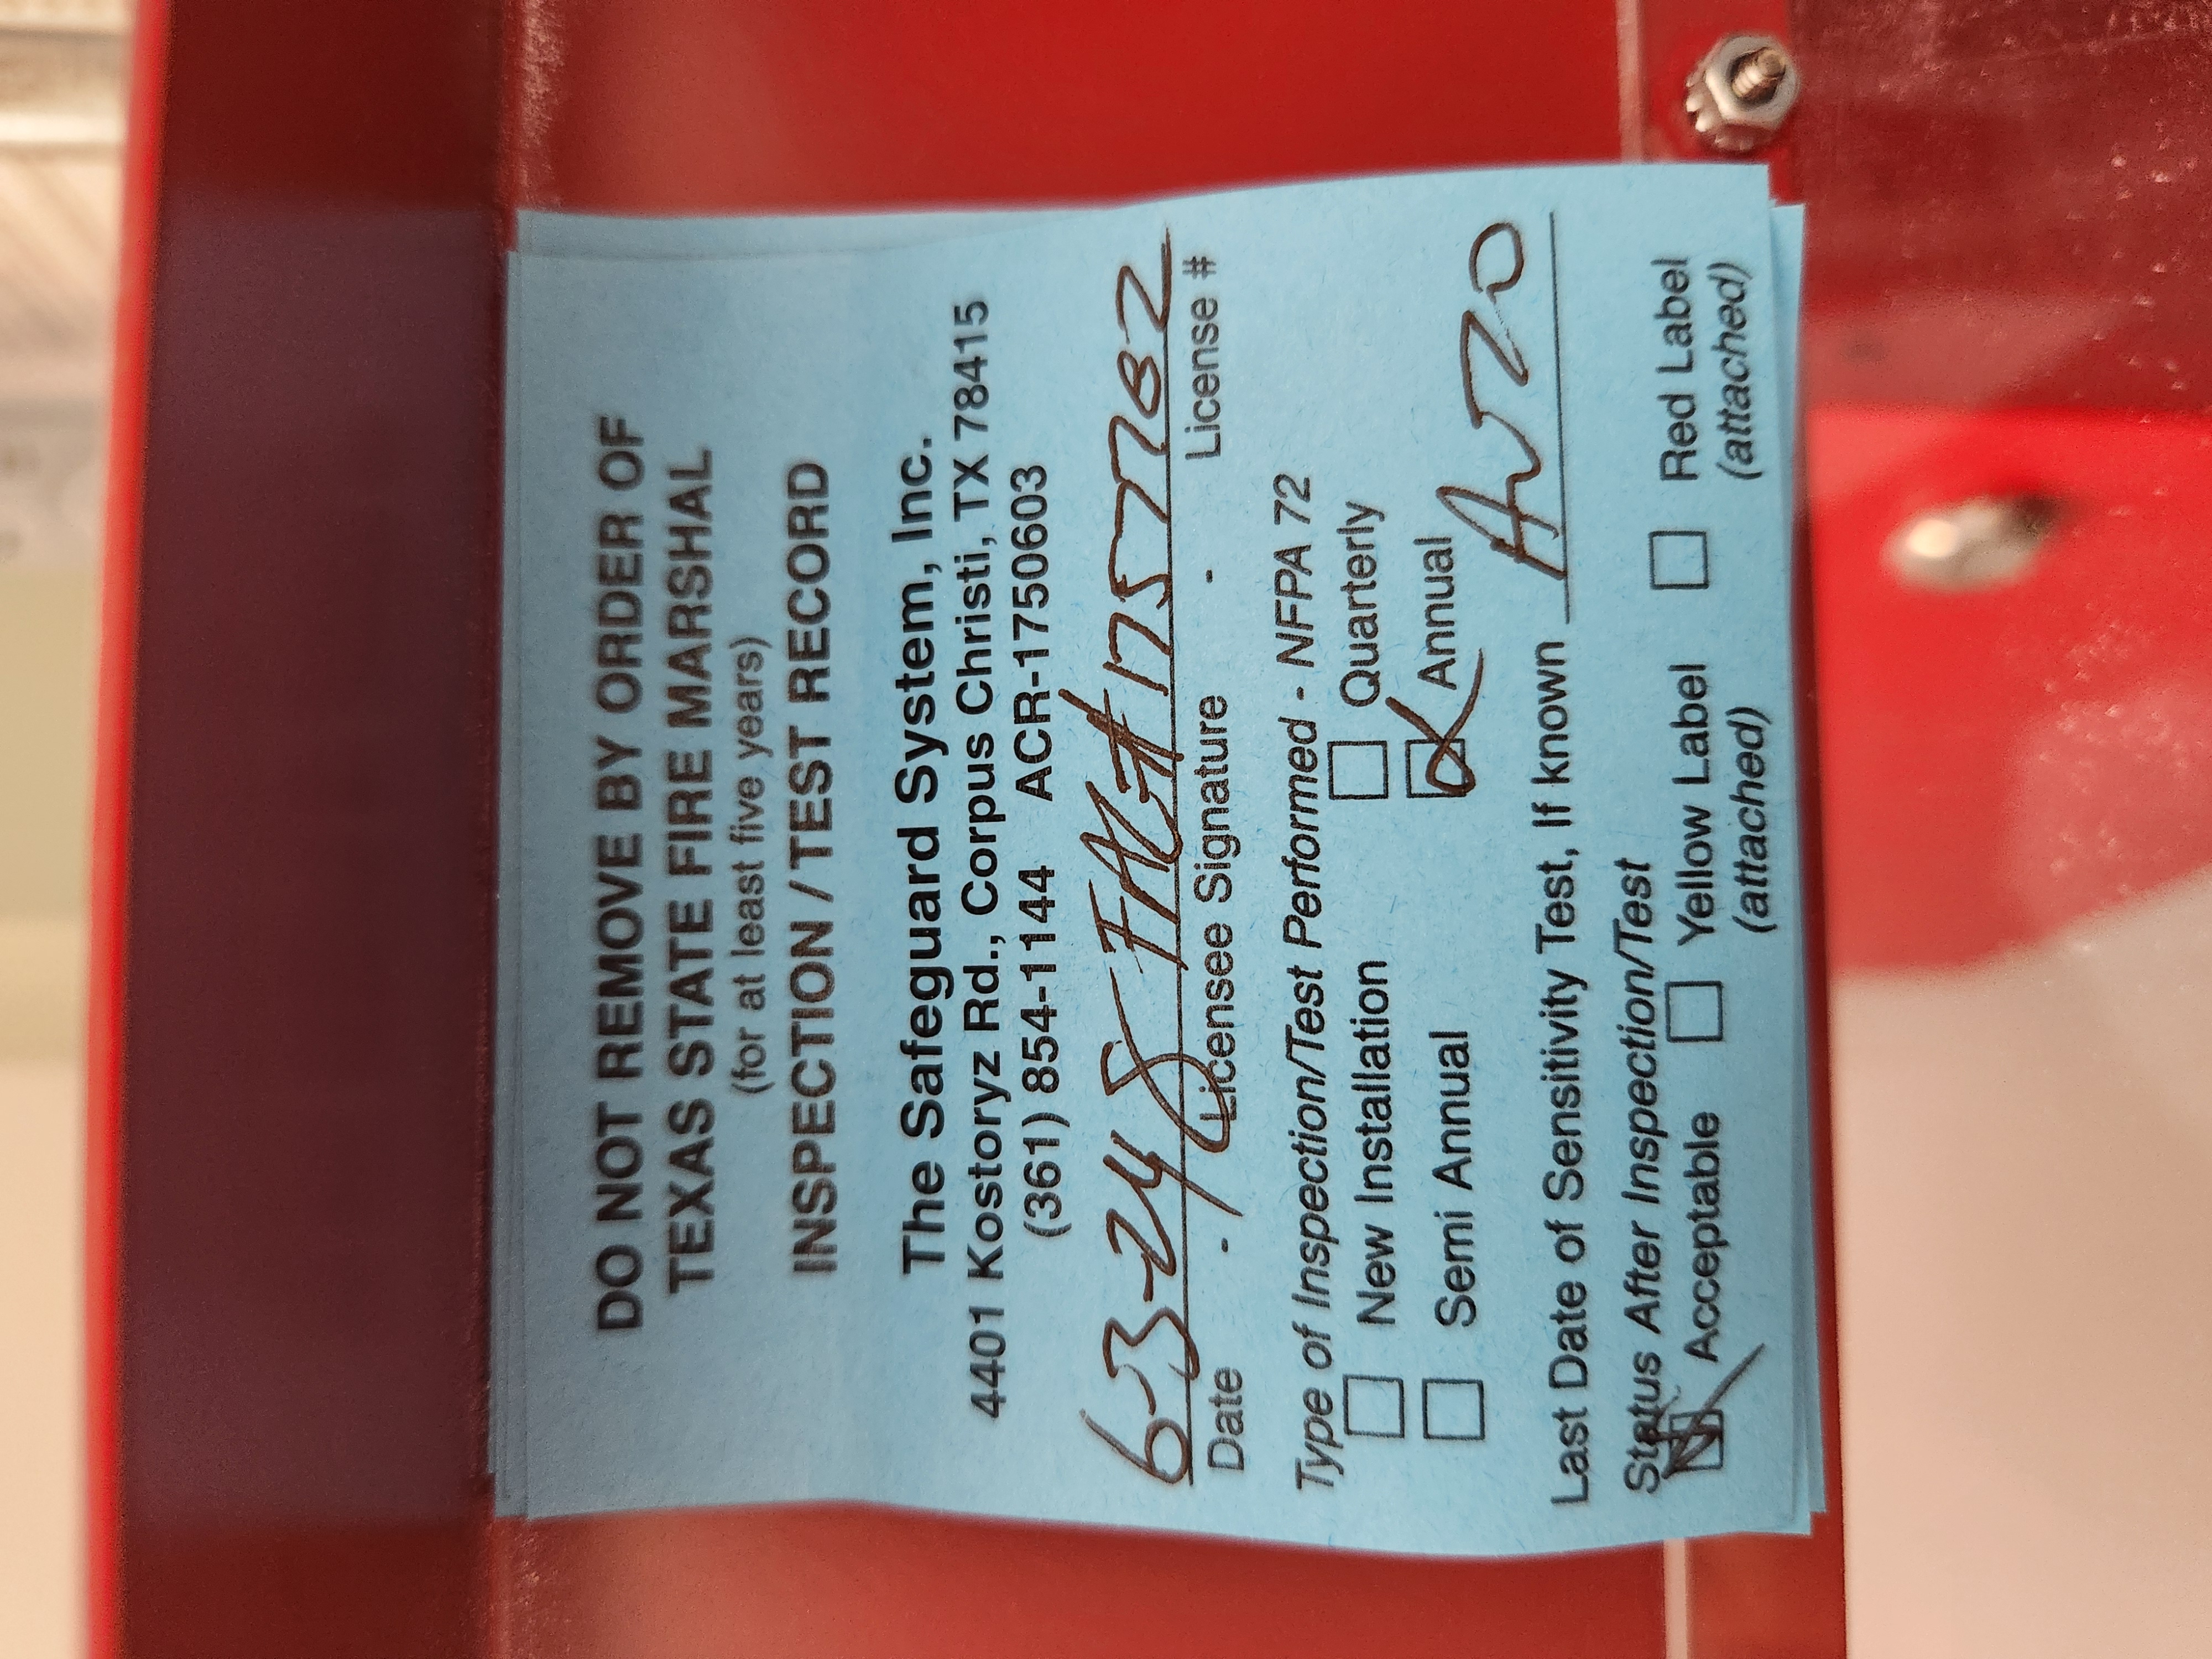 DO NOT REMOVE BY ORDER OF
TEXAS STATE FIRE MARSHAL
(for at least five years)
INSPECTION / TEST RECORD
The Safeguard System, Inc.
4401 Kostoryz Rd., Corpus Christi, TX 78415
(361) 854-1144 ACR-1750603
6-3-24 FAL# 1757782
Date - Licensee Signature - License #
Type of Inspection/Test Performed - NFPA 72
New Installation Quarterly
Semi Annual Annual
Last Date of Sensitivity Test, If known AUTO
Status After Inspection/Test
Acceptable Yellow Label Red Label
(attached) (attached)